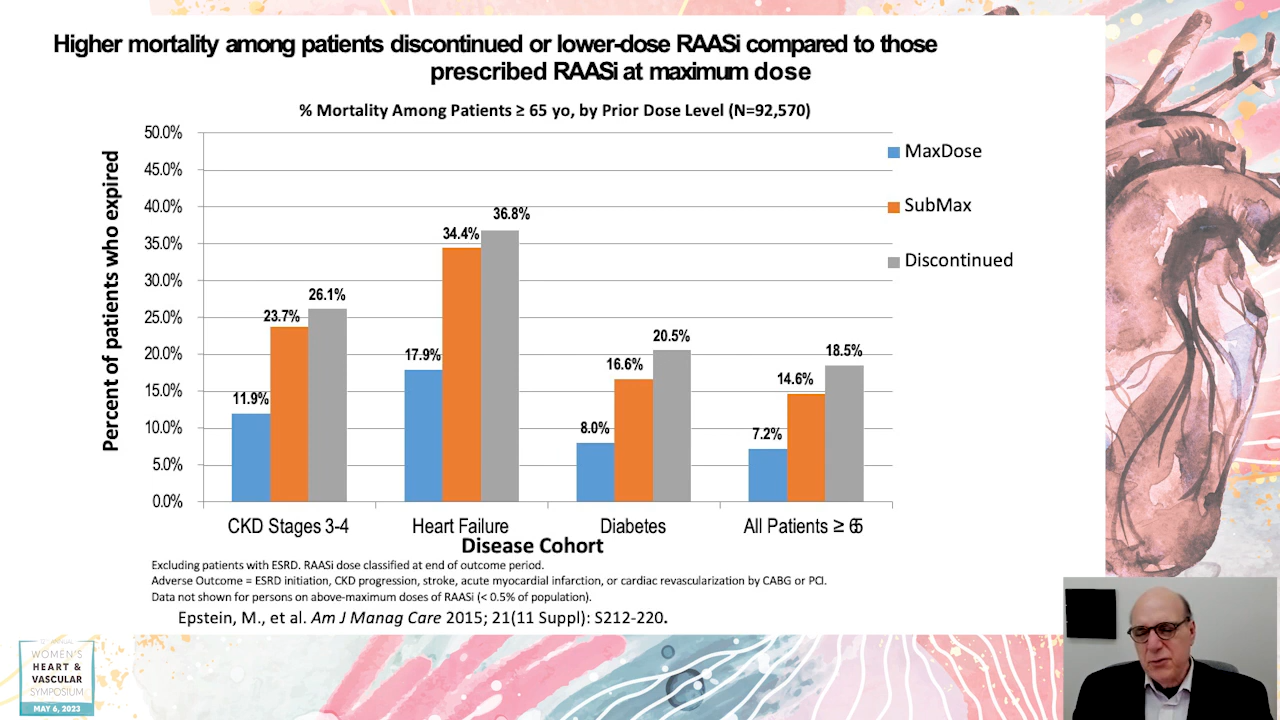 Higher mortality among patients discontinued or lower-dose RAASi compared to those
prescribed RAASi at maximum dose
% Mortality Among Patients ≥ 65 yo, by Prior Dose Level (N=92,570)
Percent of patients who expired
50.0%
45.0%
40.0%
35.0%
30.0%
25.0%
20.0%
15.0%
10.0%
5.0%
0.0%
11.9%
23.7%
26.1%
17.9%
34.4%
36.8%
8.0%
16.6%
20.5%
7.2%
14.6%
18.5%
MaxDose
SubMax
Discontinued
CKD Stages 3-4
Heart Failure
Diabetes
All Patients ≥ 65
Disease Cohort
Excluding patients with ESRD. RAASi dose classified at end of outcome period.
Adverse Outcome = ESRD initiation, CKD progression, stroke, acute myocardial infarction, or cardiac revascularization by CABG or PCI.
Data not shown for persons on above-maximum doses of RAASi (< 0.5% of population).
Epstein, M., et al. Am J Manag Care 2015; 21(11 Suppl): S212-220.
WOMEN'S
HEART &
VASCULAR
SYMPOSIUM
MAY 6, 2023